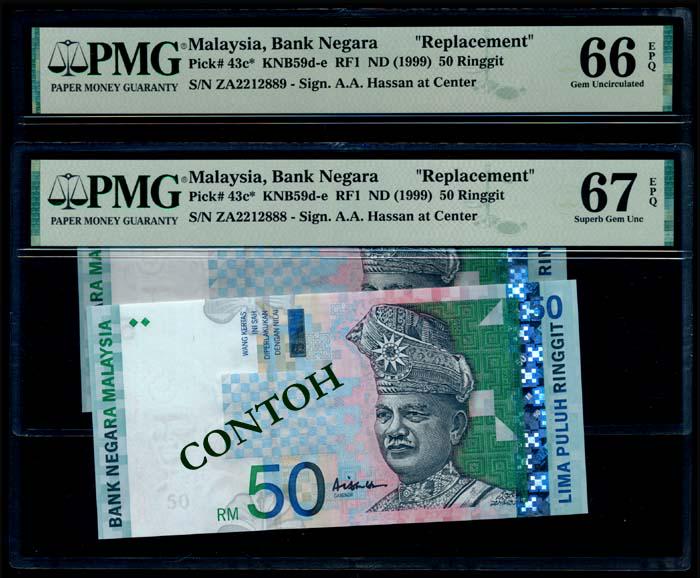 PMG® Malaysia, Bank Negara "Replacement"
Pick# 43c* KNB59d-e RF1 ND (1999) 50 Ringgit
PAPER MONEY GUARANTY S/N ZA2212889 - Sign. A.A. Hassan at Center
66 EPQ
Gem Uncirculated
PMG® Malaysia, Bank Negara "Replacement"
Pick# 43c* KNB59d-e RF1 ND (1999) 50 Ringgit
PAPER MONEY GUARANTY S/N ZA2212888 - Sign. A.A. Hassan at Center
67 EPQ
Superb Gem Unc
BANK NEGARA MALAYSIA
WANG KERTAS
INI SAH
DIPERLAKUKAN
DENGAN NILAI
CONTOH
50
RM 50
50
LIMA PULUH RINGGIT